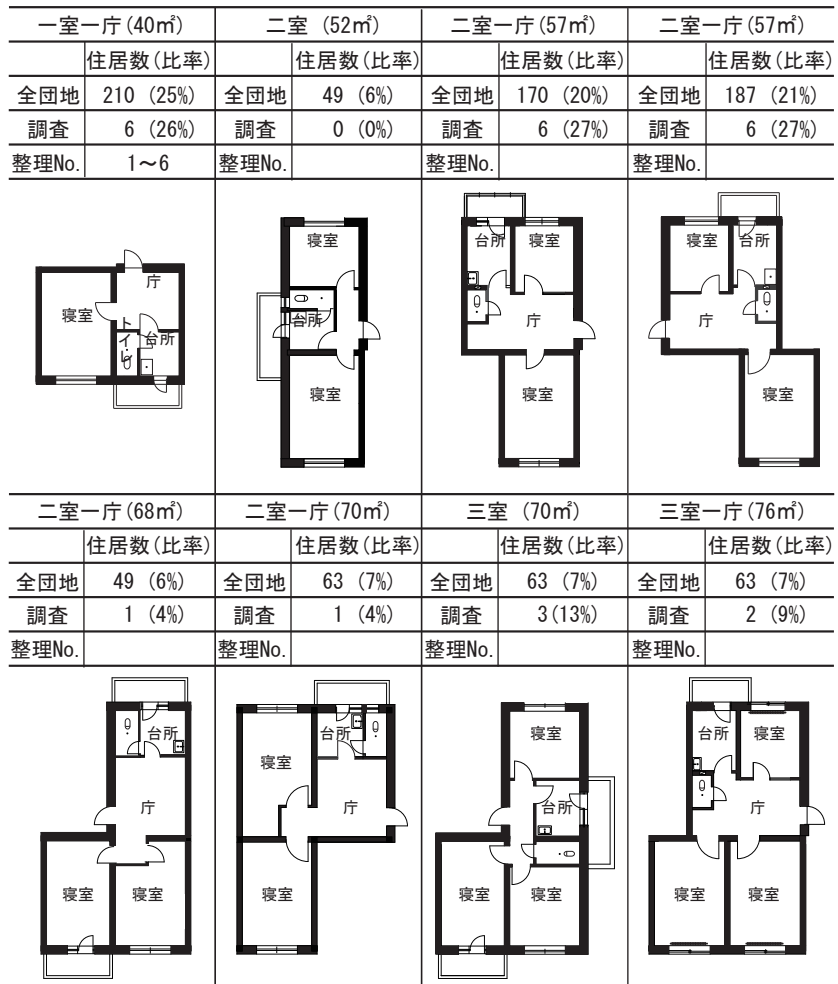 一室一庁(40㎡) 二室 (52㎡) 二室一庁(57㎡) 二室一庁(57㎡)
住居数(比率) 住居数(比率) 住居数(比率) 住居数(比率)
全団地 210 (25%) 全団地 49 (6%) 全団地 170 (20%) 全団地 187 (21%)
調査 6 (26%) 調査 0 (0%) 調査 6 (27%) 調査 6 (27%)
整理No. 1～6 整理No. 整理No. 整理No.
寝室 庁 トイレ 台所
寝室 台所 寝室
台所 寝室 庁 寝室
寝室 台所 庁 寝室
二室一庁(68㎡) 二室一庁(70㎡) 三室 (70㎡) 三室一庁(76㎡)
住居数(比率) 住居数(比率) 住居数(比率) 住居数(比率)
全団地 49 (6%) 全団地 63 (7%) 全団地 63 (7%) 全団地 63 (7%)
調査 1 (4%) 調査 1 (4%) 調査 3(13%) 調査 2 (9%)
整理No. 整理No. 整理No. 整理No.
台所 庁 寝室 寝室
台所 寝室 庁 寝室
寝室 台所 寝室 寝室
台所 寝室 庁 寝室 寝室